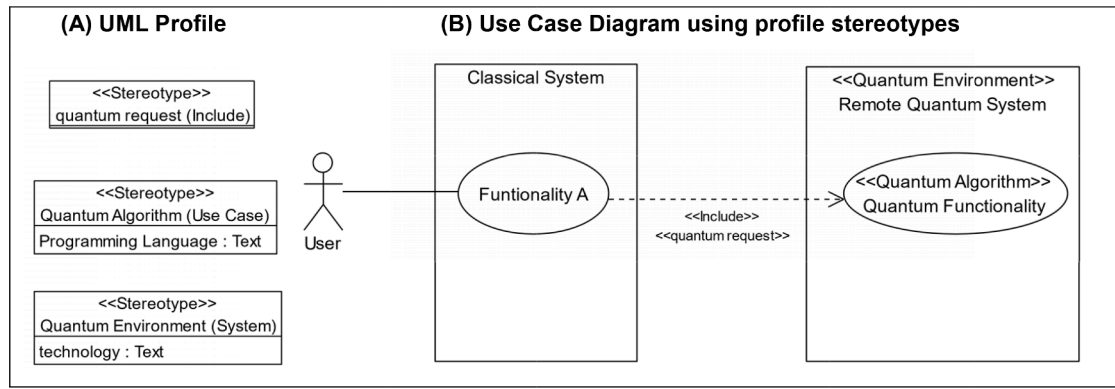 (A) UML Profile
(B) Use Case Diagram using profile stereotypes
<<Stereotype>>
quantum request (Include)
<<Stereotype>>
Quantum Algorithm (Use Case)
Programming Language : Text
<<Stereotype>>
Quantum Environment (System)
technology : Text
User
Classical System
Funtionality A
<<Include>>
<<quantum request>>
<<Quantum Environment>>
Remote Quantum System
<<Quantum Algorithm>>
Quantum Functionality